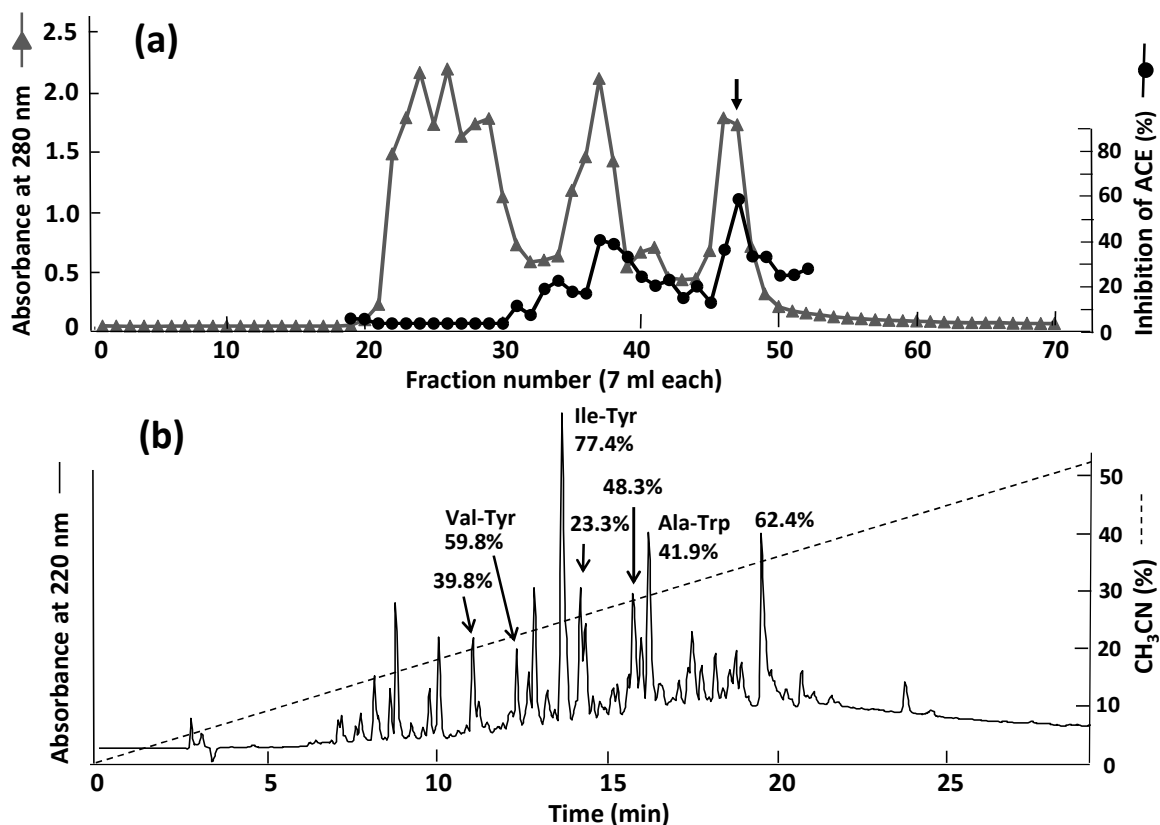 (a)
Absorbance at 280 nm
2.5
2.0
1.5
1.0
0.5
0
Inhibition of ACE (%)
80
60
40
20
0
0 10 20 30 40 50 60 70
Fraction number (7 ml each)
(b)
Absorbance at 220 nm
Ile-Tyr
77.4%
48.3%
Val-Tyr
59.8%
23.3%
Ala-Trp
41.9%
62.4%
39.8%
50
40
30
20
10
0
CH₃CN (%)
0 5 10 15 20 25
Time (min)